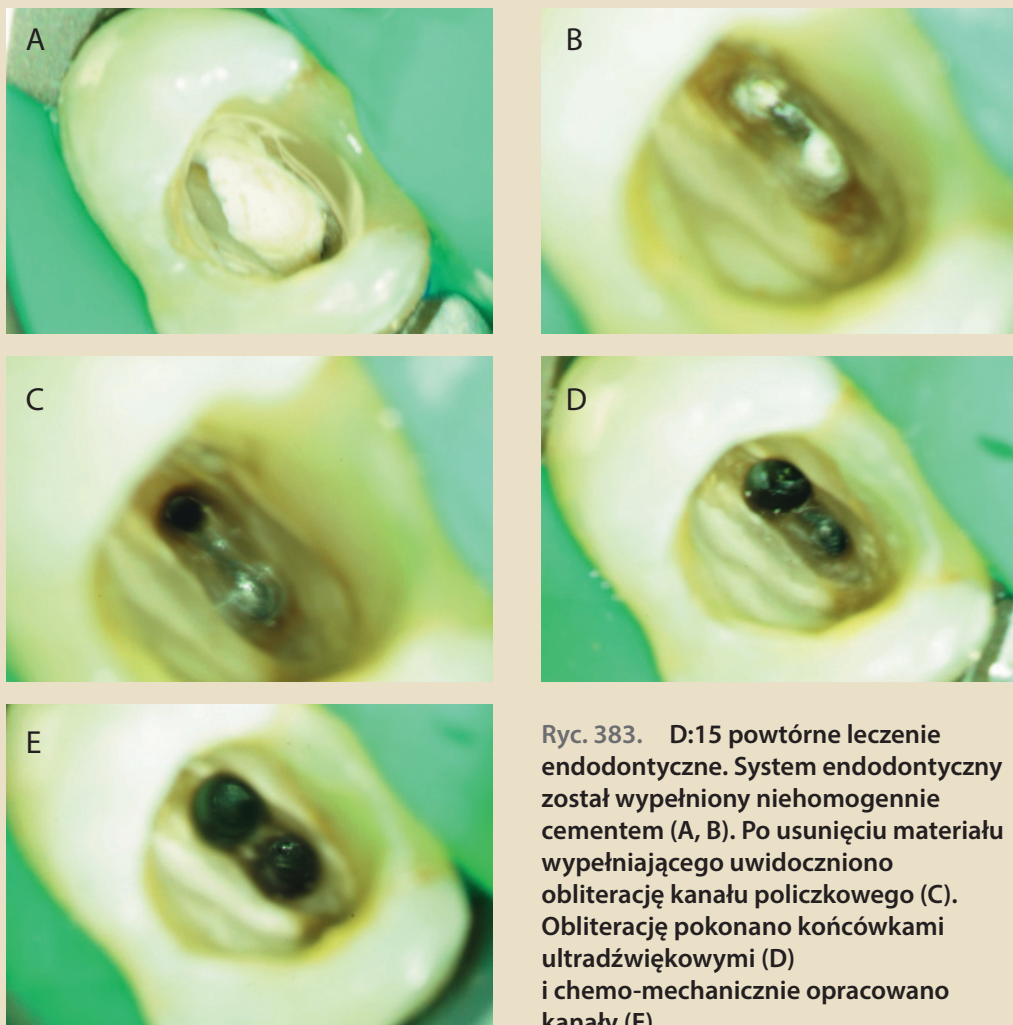 A
B
C
D
E
Ryc. 383. D:15 powtórne leczenie
endodontyczne. System endodontyczny
został wypełniony niehomogennie
cementem (A, B). Po usunięciu materiału
wypełniającego uwidoczniono
obliterację kanału policzkowego (C).
Obliterację pokonano końcówkami
ultradźwiękowymi (D)
i chemo-mechanicznie opracowano
kanały (E)